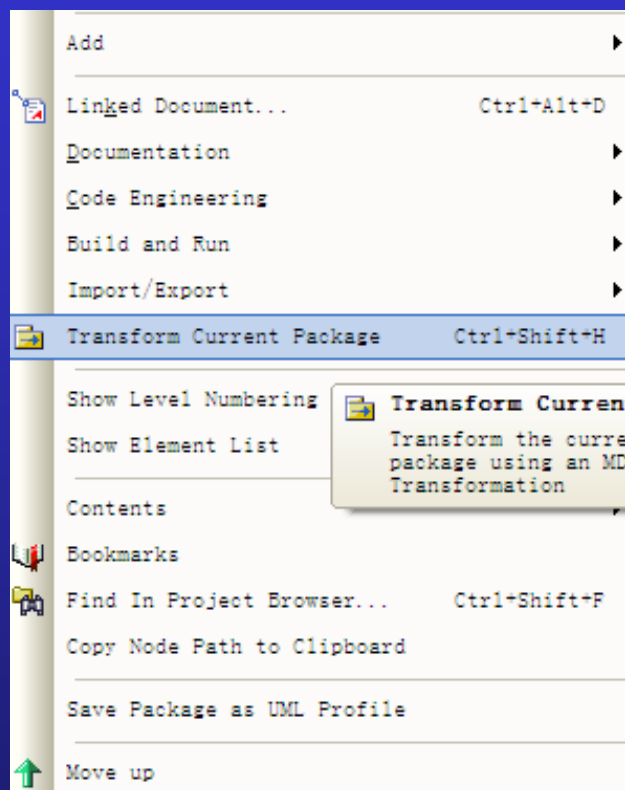 Add
Linked Document... Ctrl+Alt+D
Documentation
Code Engineering
Build and Run
Import/Export
Transform Current Package Ctrl+Shift+H
Show Level Numbering
Transform Curren
Show Element List
Transform the curre
package using an MD
Transformation
Contents
Bookmarks
Find In Project Browser... Ctrl+Shift+F
Copy Node Path to Clipboard
Save Package as UML Profile
Move up